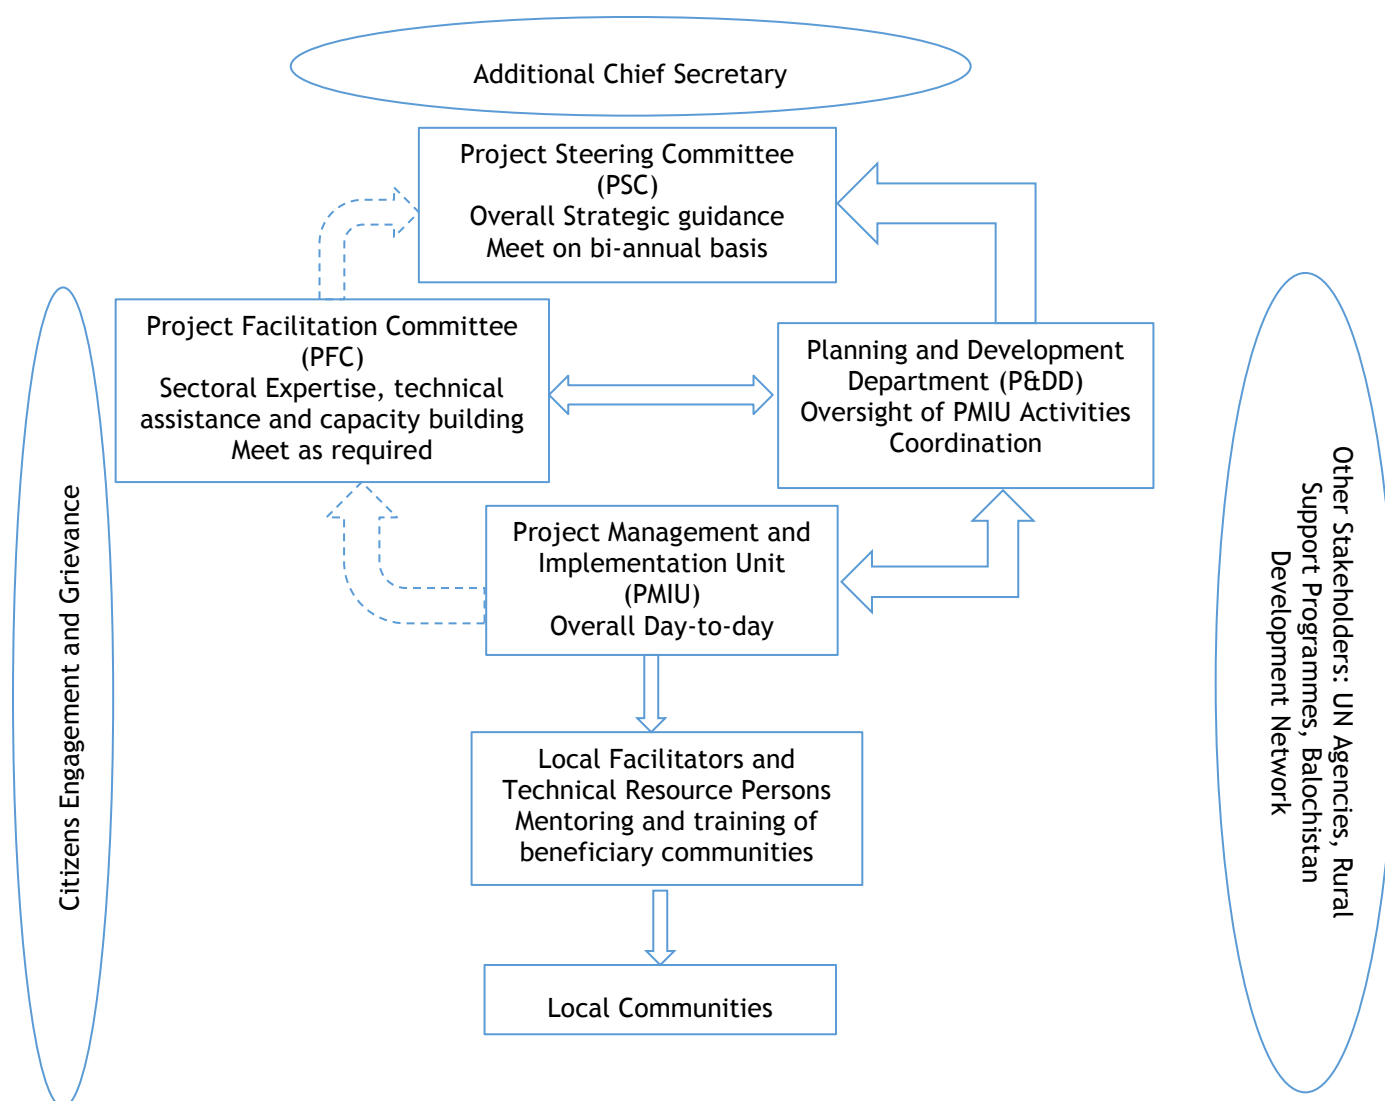 Additional Chief Secretary
Project Steering Committee
(PSC)
Overall Strategic guidance
Meet on bi-annual basis
Project Facilitation Committee
(PFC)
Sectoral Expertise, technical
assistance and capacity building
Meet as required
Planning and Development
Department (P&DD)
Oversight of PMIU Activities
Coordination
Project Management and
Implementation Unit
(PMIU)
Overall Day-to-day
Local Facilitators and
Technical Resource Persons
Mentoring and training of
beneficiary communities
Local Communities
Citizens Engagement and Grievance
Other Stakeholders: UN Agencies, Rural
Support Programmes, Balochistan
Development Network